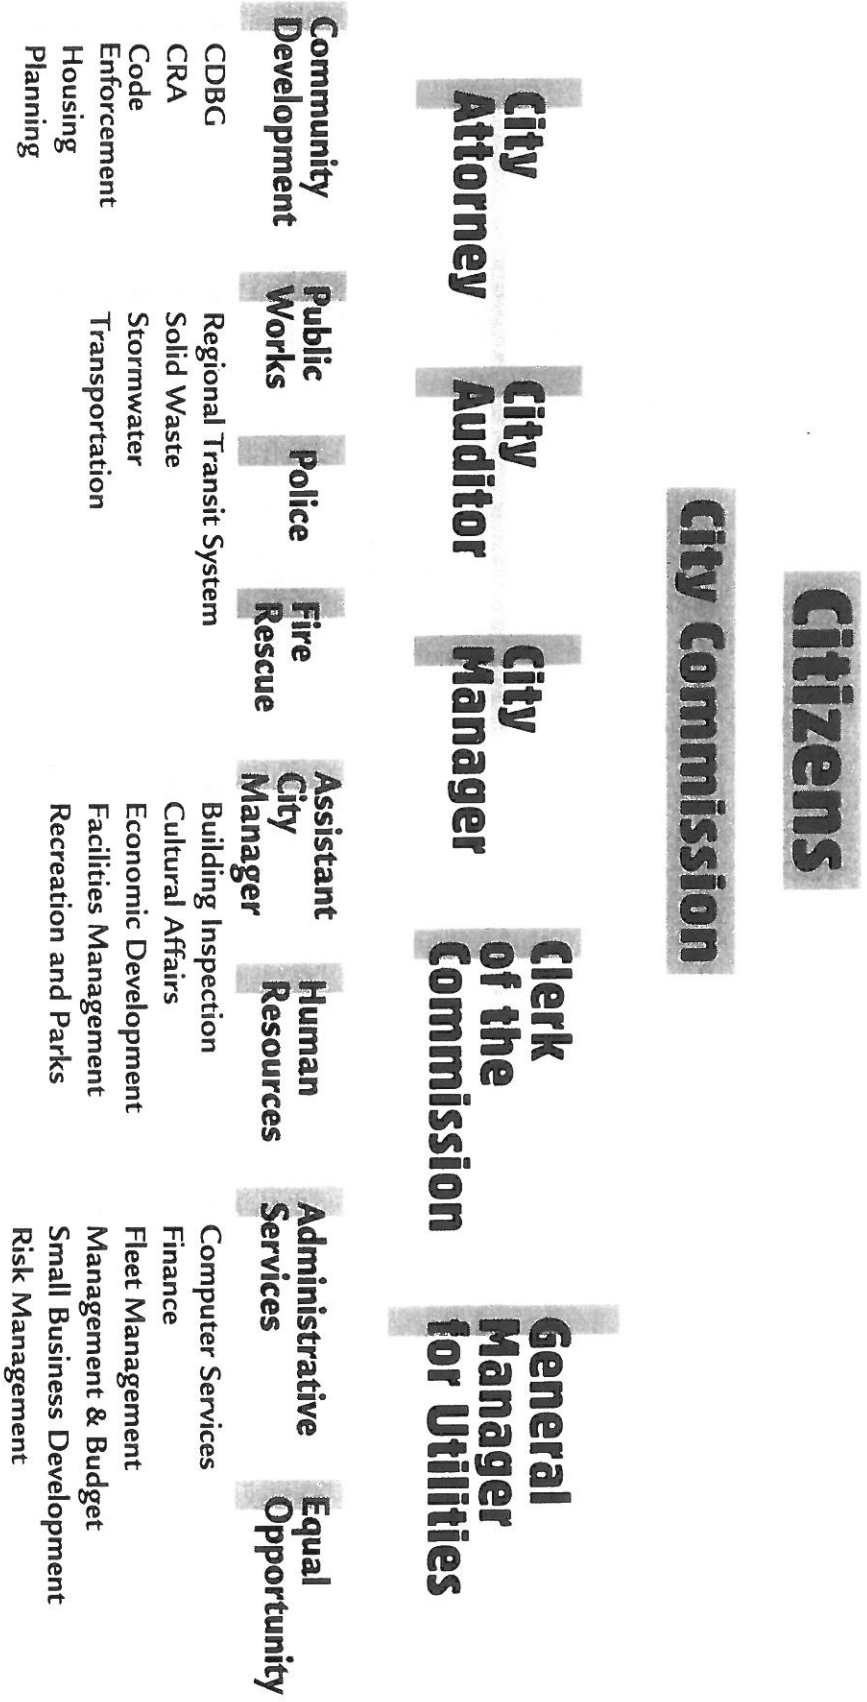 Citizens
City Commission
City
Attorney
City
Auditor
City
Manager
Clerk
of the
Commission
General
Manager
for Utilities
Community
Development
CDBG
CRA
Code
Enforcement
Housing
Planning
Public
Works
Regional Transit System
Solid Waste
Stormwater
Transportation
Police
Fire
Rescue
Assistant
City
Manager
Building Inspection
Cultural Affairs
Economic Development
Facilities Management
Recreation and Parks
Human
Resources
Administrative
Services
Computer Services
Finance
Fleet Management
Management & Budget
Small Business Development
Risk Management
Equal
Opportunity